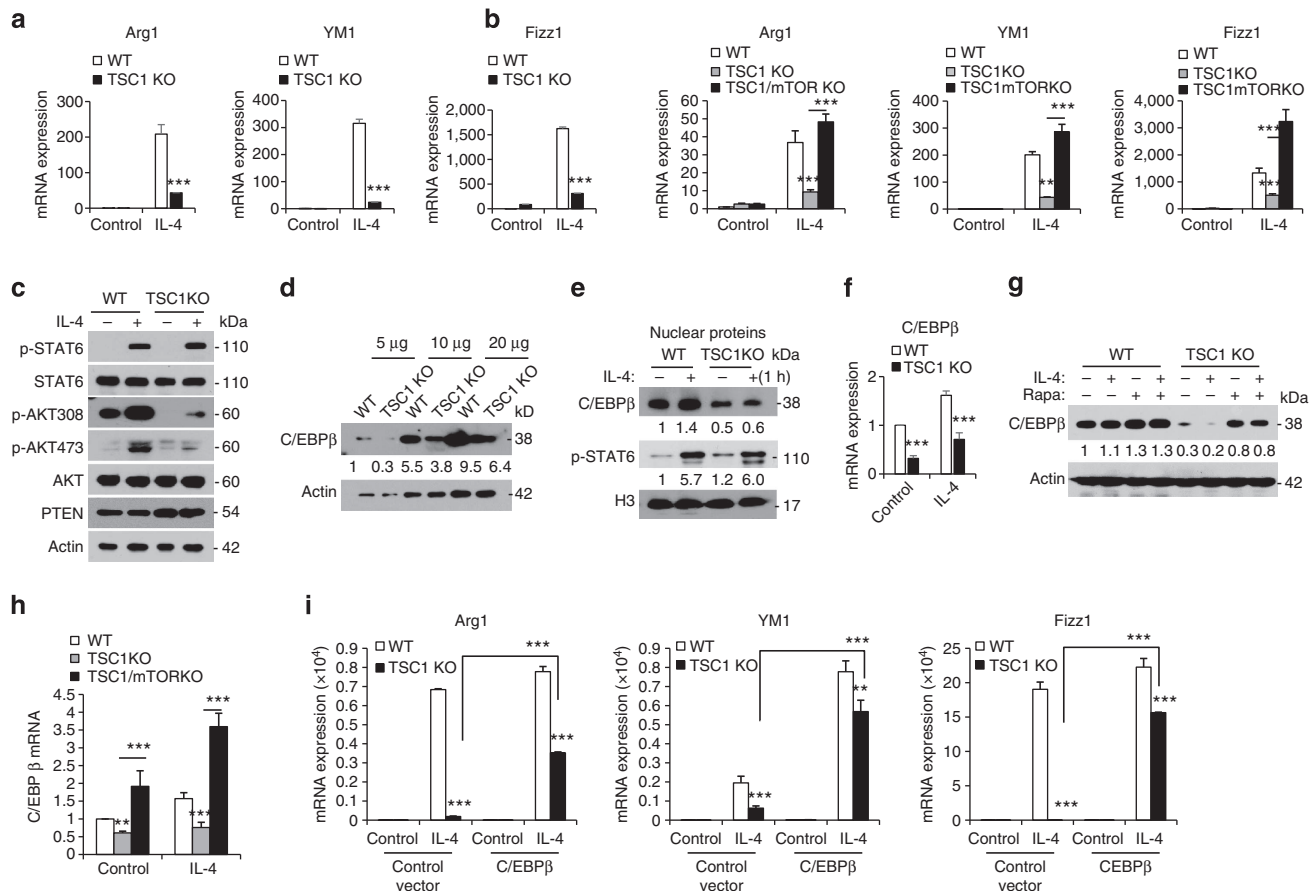 a
Arg1
WT
TSC1 KO
mRNA expression
300
200
100
0
Control IL-4
YM1
WT
TSC1 KO
mRNA expression
400
300
200
100
0
Control IL-4
Fizz1
WT
TSC1 KO
mRNA expression
2,000
1,500
1,000
500
0
Control IL-4
***
***
***
b
Arg1
WT
TSC1 KO
TSC1/mTOR KO
mRNA expression
60
50
40
30
20
10
0
Control IL-4
***
***
YM1
WT
TSC1KO
TSC1mTORKO
mRNA expression
400
300
200
100
0
Control IL-4
***
**
Fizz1
WT
TSC1KO
TSC1mTORKO
mRNA expression
4,000
3,000
2,000
1,000
0
Control IL-4
***
***
c
WT TSC1KO
IL-4 – + – + kDa
p-STAT6 - 110
STAT6 - 110
p-AKT308 - 60
p-AKT473 - 60
AKT - 60
PTEN - 54
Actin - 42
d
5 µg 10 µg 20 µg
WT TSC1 KO WT TSC1 KO WT TSC1 KO
kD
C/EBPβ -38
1 0.3 5.5 3.8 9.5 6.4
Actin -42
e
Nuclear proteins
WT TSC1KO kDa
IL-4: – + – +(1 h)
C/EBPβ -38
1 1.4 0.5 0.6
p-STAT6 110
1 5.7 1.2 6.0
H3 - 17
f
C/EBPβ
WT
TSC1 KO
mRNA expression
2
1
0
Control IL-4
***
***
g
WT TSC1 KO
IL-4: – + – + – + – +
Rapa: – – + + – – + + kDa
C/EBPβ - 38
1 1.1 1.3 1.3 0.3 0.2 0.8 0.8
Actin 42
h
WT
TSC1KO
TSC1/mTORKO
C/EBP β mRNA
4.5
4
3.5
3
2.5
2
1.5
1
0.5
0
Control IL-4
**
***
***
***
i
Arg1
WT
TSC1 KO
mRNA expression (×10⁴)
0.9
0.8
0.7
0.6
0.5
0.4
0.3
0.2
0.1
0
***
***
***
Control IL-4 Control IL-4
Control vector C/EBPβ
YM1
WT
TSC1 KO
mRNA expression (×10⁴)
0.9
0.8
0.7
0.6
0.5
0.4
0.3
0.2
0.1
0
***
**
***
Control IL-4 Control IL-4
Control vector C/EBPβ
Fizz1
WT
TSC1 KO
mRNA expression (×10⁴)
25
20
15
10
5
0
***
***
***
Control IL-4 Control IL-4
Control vector CEBPβ